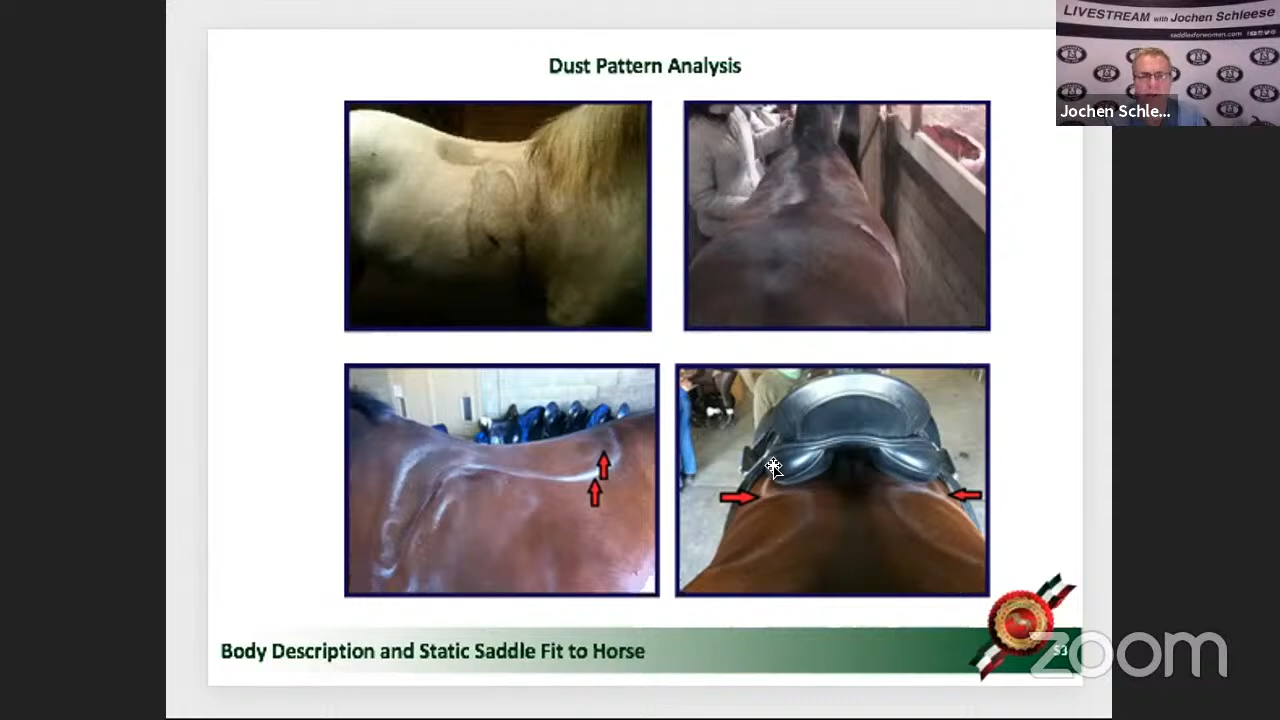 Dust Pattern Analysis
LIVESTREAM with Jochen Schleese
saddlesforwomen.com
Jochen Schle...
Body Description and Static Saddle Fit to Horse
53
zoom